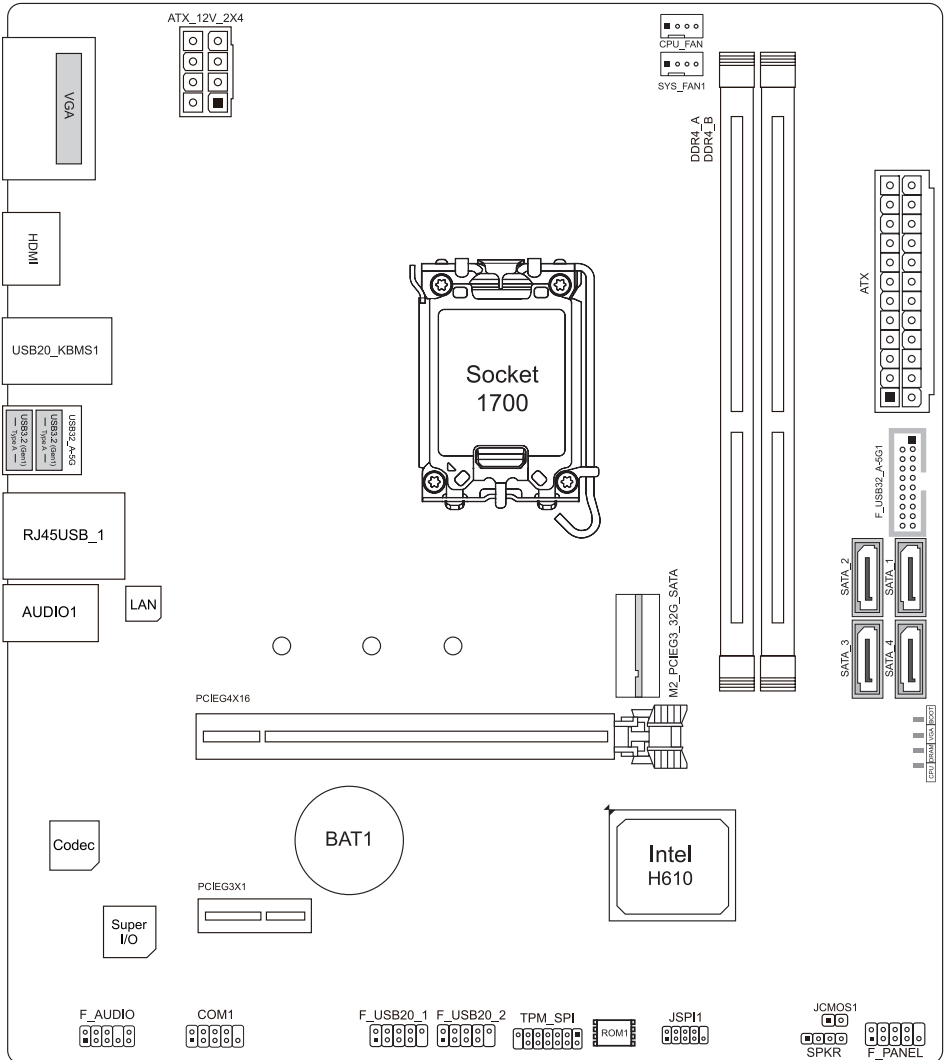 ATX_12V_2X4
CPU_FAN
SYS_FAN1
VGA
DDR4_A
DDR4_B
HDMI
ATX
USB20_KBMS1
Socket
1700
USB32_A-5G
USB3.2 (Gen1)
Type A
USB3.2 (Gen1)
Type A
F_USB32_A-5G1
RJ45USB_1
SATA_2
SATA_1
AUDIO1
LAN
M2_PCIEG3_32G_SATA
SATA_3
SATA_4
PCIEG4X16
CPU DRAM VGA BOOT
BAT1
Codec
Intel
H610
PCIEG3X1
Super
I/O
F_AUDIO
COM1
F_USB20_1
F_USB20_2
TPM_SPI
ROM1
JSPI1
JCMOS1
SPKR
F_PANEL